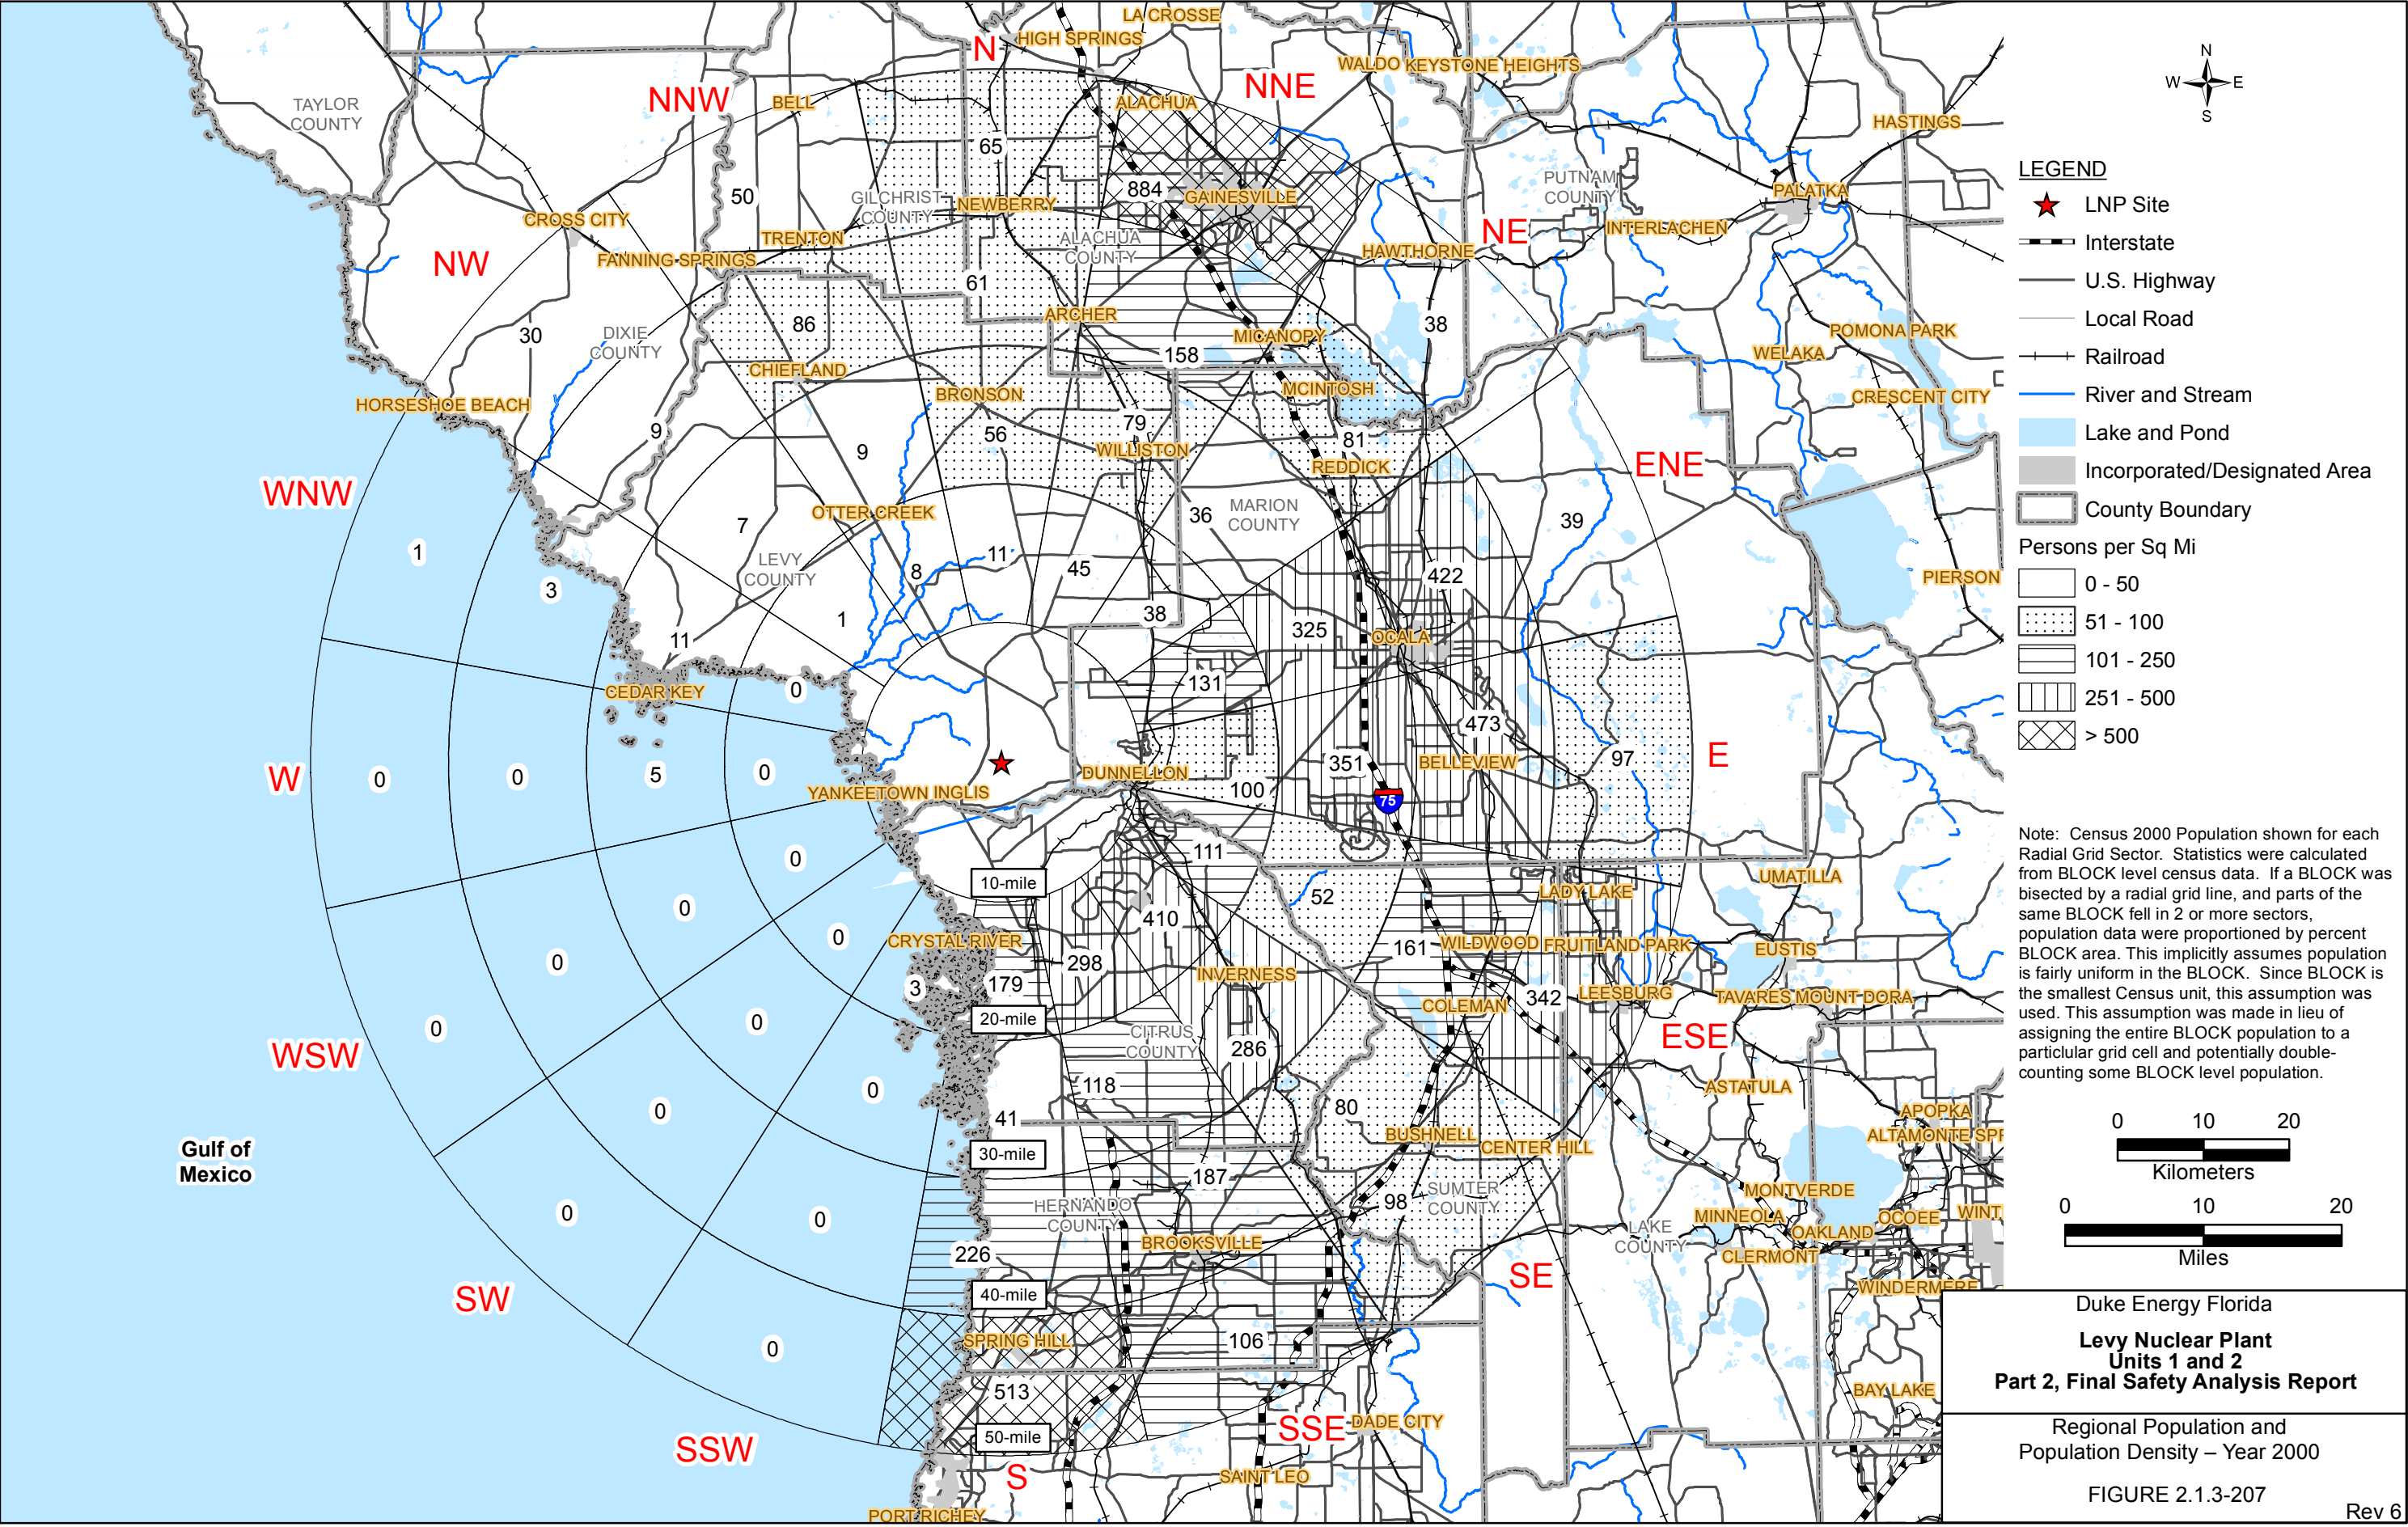 LA CROSSE
HIGH SPRINGS
N
NNE
WALDO
KEYSTONE HEIGHTS
NNW
BELL
ALACHUA
TAYLOR
COUNTY
HASTINGS
65
50
884
GAINESVILLE
GILCHRIST
COUNTY
NEWBERRY
PUTNAM
COUNTY
PALATKA
CROSS CITY
NE
INTERLACHEN
TRENTON
ALACHUA
COUNTY
HAWTHORNE
FANNING SPRINGS
NW
61
ARCHER
86
38
30
DIXIE
COUNTY
MICANOPY
POMONA PARK
158
WELAKA
CHIEFLAND
BRONSON
MCINTOSH
CRESCENT CITY
HORSESHOE BEACH
9
56
79
81
9
WILLISTON
REDDICK
ENE
WNW
OTTER CREEK
36
MARION
COUNTY
39
7
1
LEVY
COUNTY
8
11
45
422
PIERSON
3
1
38
325
OCALA
11
CEDAR KEY
0
131
473
W
0
0
5
0
YANKEETOWN
INGLIS
DUNNELLON
100
351
BELLEVIEW
97
E
75
0
111
10-mile
52
LADY LAKE
UMATILLA
0
0
410
CRYSTAL RIVER
161
WILDWOOD
FRUITLAND PARK
EUSTIS
0
298
INVERNESS
3
179
COLEMAN
342
LEESBURG
TAVARES
MOUNT DORA
WSW
0
0
20-mile
CITRUS
COUNTY
286
ESE
0
0
118
80
ASTATULA
41
BUSHNELL
CENTER HILL
APOPKA
ALTAMONTE SPR
Gulf of
Mexico
30-mile
187
98
SUMTER
COUNTY
MONTVERDE
0
0
HERNANDO
COUNTY
MINNEOLA
OCOEE
WINT
LAKE
COUNTY
OAKLAND
226
BROOKSVILLE
CLERMONT
SW
40-mile
SE
WINDERMERE
0
SPRING HILL
106
513
BAY LAKE
50-mile
SSE
DADE CITY
SSW
S
SAINT LEO
PORT RICHEY
N
W E
S
LEGEND
LNP Site
Interstate
U.S. Highway
Local Road
Railroad
River and Stream
Lake and Pond
Incorporated/Designated Area
County Boundary
Persons per Sq Mi
0 - 50
51 - 100
101 - 250
251 - 500
> 500
Note: Census 2000 Population shown for each
Radial Grid Sector. Statistics were calculated
from BLOCK level census data. If a BLOCK was
bisected by a radial grid line, and parts of the
same BLOCK fell in 2 or more sectors,
population data were proportioned by percent
BLOCK area. This implicitly assumes population
is fairly uniform in the BLOCK. Since BLOCK is
the smallest Census unit, this assumption was
used. This assumption was made in lieu of
assigning the entire BLOCK population to a
particular grid cell and potentially double-
counting some BLOCK level population.
0 10 20
Kilometers
0 10 20
Miles
Duke Energy Florida
Levy Nuclear Plant
Units 1 and 2
Part 2, Final Safety Analysis Report
Regional Population and
Population Density – Year 2000
FIGURE 2.1.3-207
Rev 6